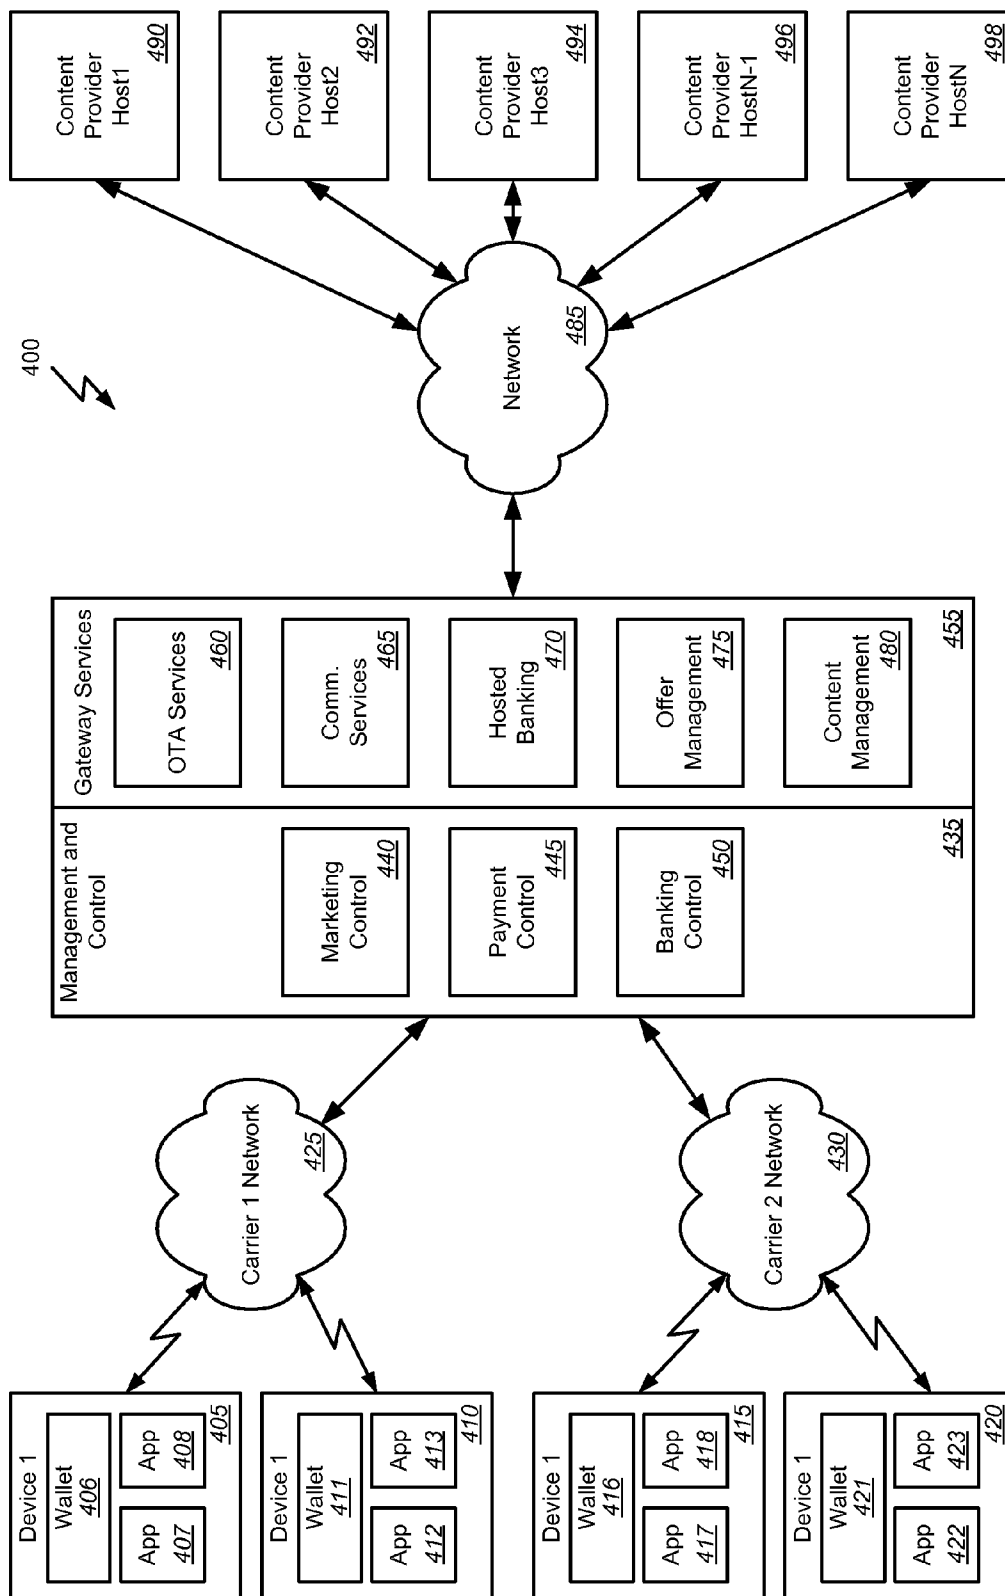 400
Device 1
Wallet
406
App
407
App
408
405
Device 1
Wallet
411
App
412
App
413
410
Device 1
Wallet
416
App
417
App
418
415
Device 1
Wallet
421
App
422
App
423
420
Carrier 1 Network
425
Carrier 2 Network
430
Management and
Control
Marketing
Control
440
Payment
Control
445
Banking
Control
450
435
Gateway Services
OTA Services
460
Comm.
Services
465
Hosted
Banking
470
Offer
Management
475
Content
Management
480
455
Network
485
Content
Provider
Host1
490
Content
Provider
Host2
492
Content
Provider
Host3
494
Content
Provider
HostN-1
496
Content
Provider
HostN
498